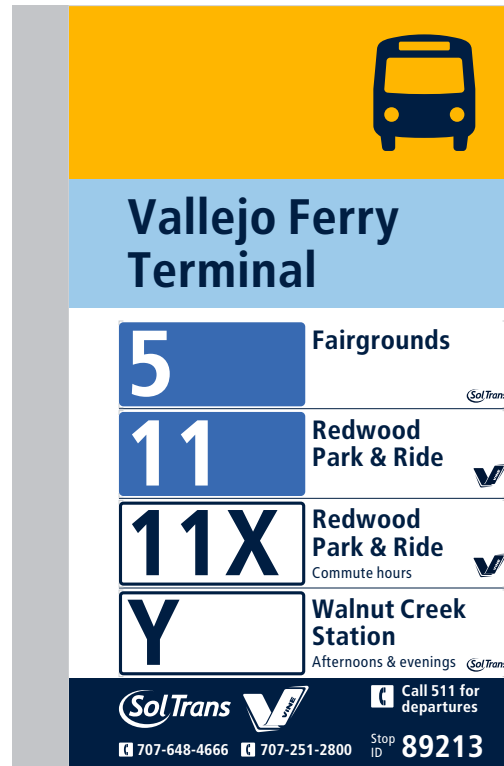 Vallejo Ferry
Terminal
5
Fairgrounds
SolTrans
11
Redwood
Park & Ride
11X
Redwood
Park & Ride
Commute hours
Y
Walnut Creek
Station
Afternoons & evenings
SolTrans
SolTrans
VINE
Call 511 for
departures
707-648-4666
707-251-2800
Stop
ID
89213